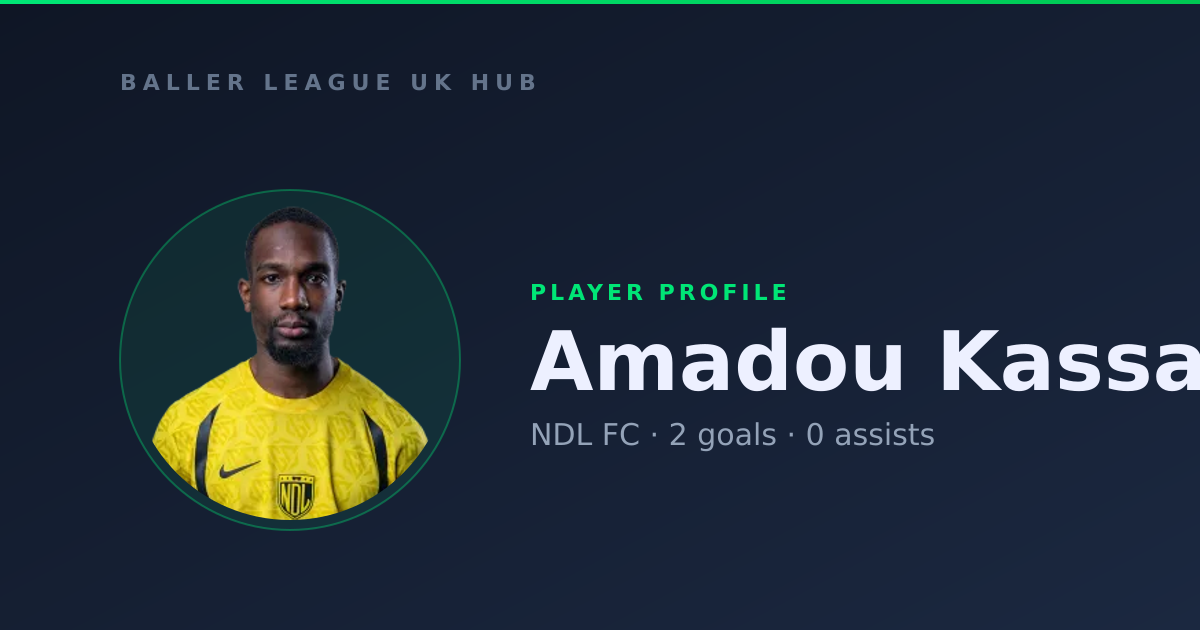 BALLER LEAGUE UK HUB
PLAYER PROFILE
Amadou Kassa
NDL FC · 2 goals · 0 assists
NDL